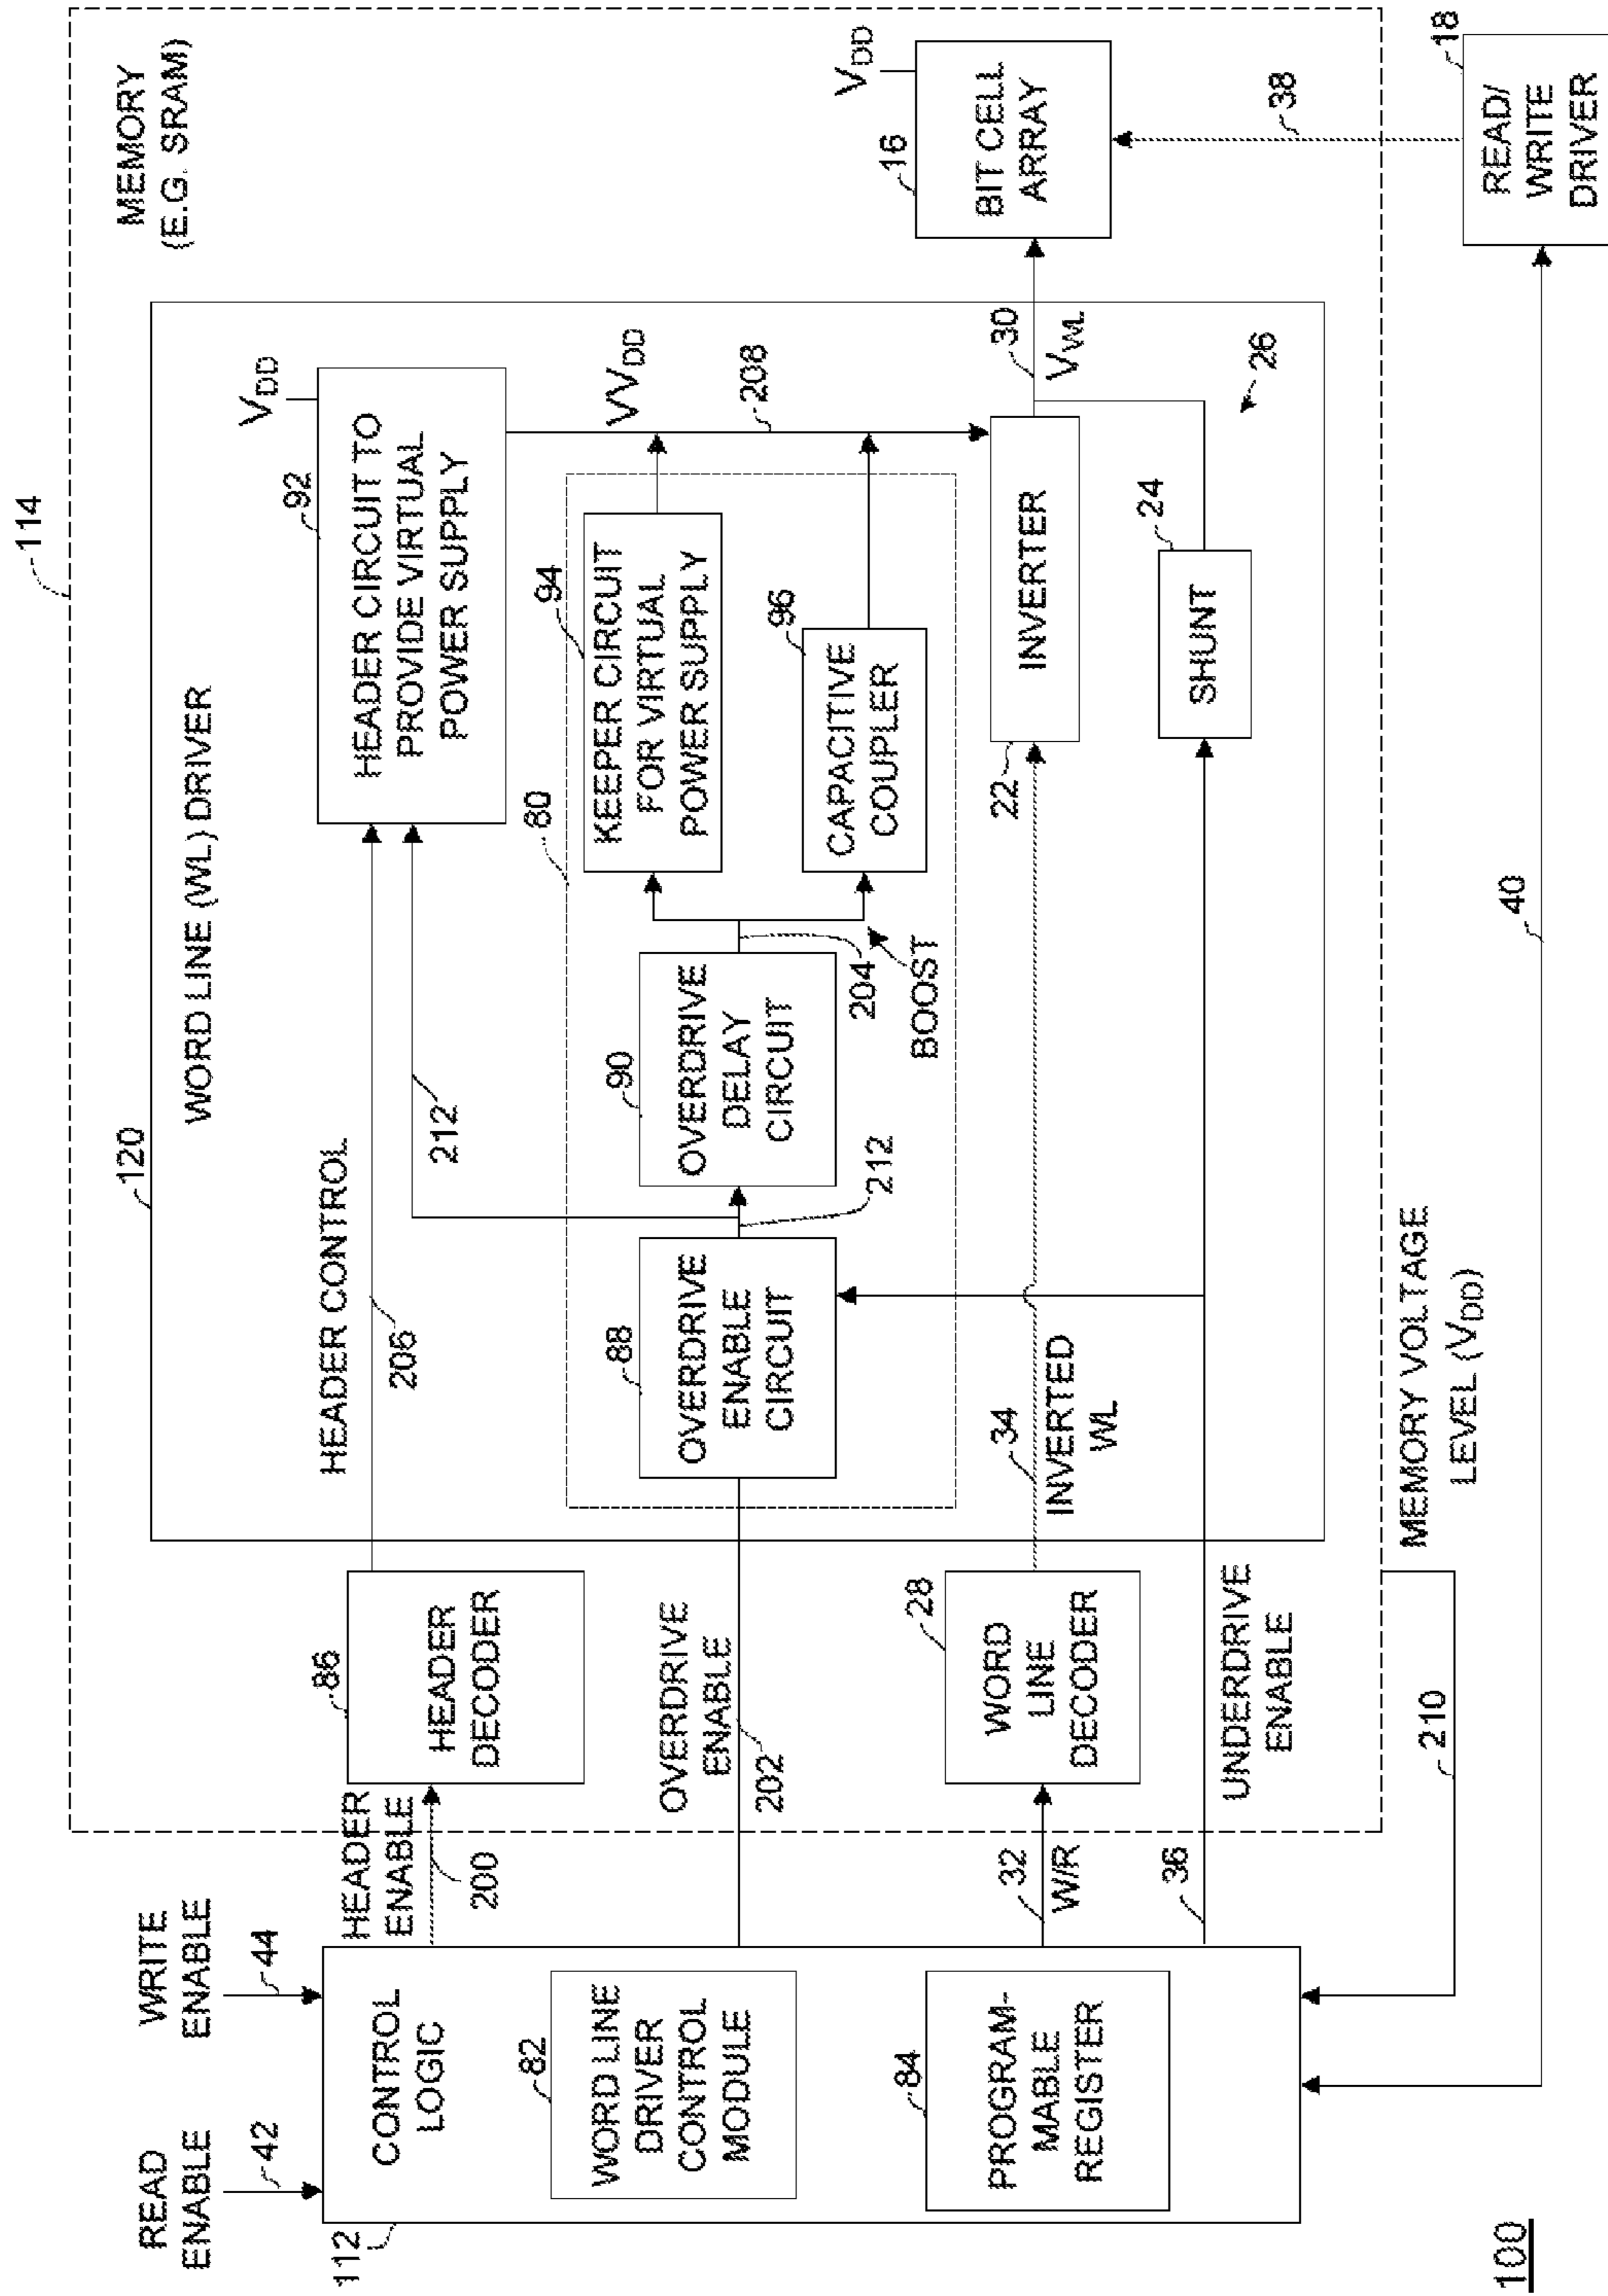 114
MEMORY
(E.G. SRAM)
120
WORD LINE (WL) DRIVER
READ
ENABLE
42
WRITE
ENABLE
44
112
CONTROL
LOGIC
HEADER
ENABLE
200
86
HEADER
DECODER
HEADER CONTROL
206
212
92
HEADER CIRCUIT TO
PROVIDE VIRTUAL
POWER SUPPLY
VDD
82
WORD LINE
DRIVER
CONTROL
MODULE
OVERDRIVE
ENABLE
202
88
OVERDRIVE
ENABLE
CIRCUIT
212
90
OVERDRIVE
DELAY
CIRCUIT
204
BOOST
80
94
KEEPER CIRCUIT
FOR VIRTUAL
POWER SUPPLY
96
CAPACITIVE
COUPLER
VVDD
208
84
PROGRAM-
MABLE
REGISTER
32
W/R
28
WORD
LINE
DECODER
34
INVERTED
WL
22
INVERTER
30
VWL
16
BIT CELL
ARRAY
VDD
36
UNDERDRIVE
ENABLE
24
SHUNT
26
38
210
MEMORY VOLTAGE
LEVEL (VDD)
40
18
READ/
WRITE
DRIVER
100